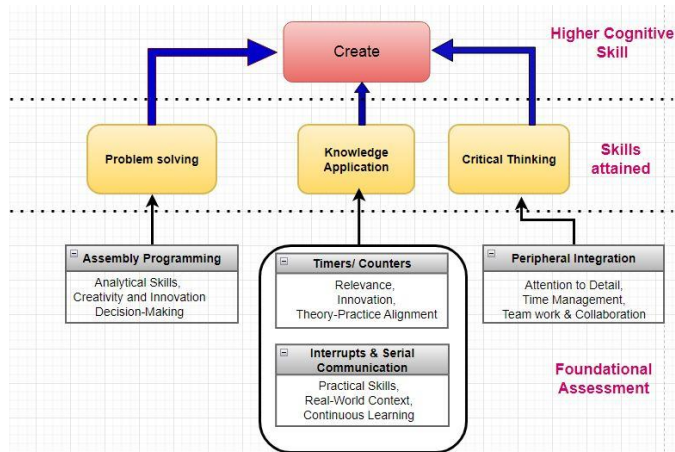 Higher Cognitive
Skill
Create
Problem solving
Knowledge
Application
Critical Thinking
Skills
attained
Assembly Programming
Analytical Skills,
Creativity and Innovation
Decision-Making
Timers/ Counters
Relevance,
Innovation,
Theory-Practice Alignment
Interrupts & Serial
Communication
Practical Skills,
Real-World Context,
Continuous Learning
Peripheral Integration
Attention to Detail,
Time Management,
Team work & Collaboration
Foundational
Assessment